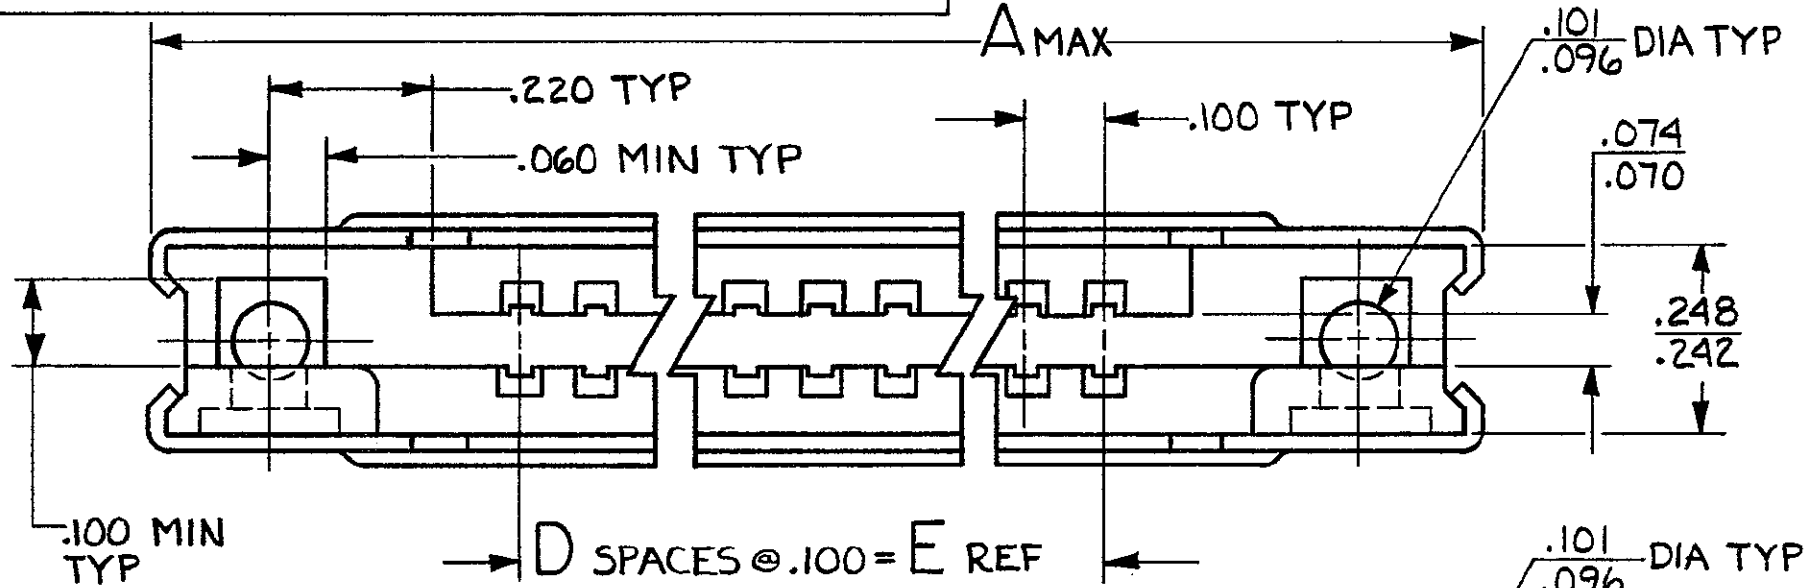 A MAX
.101
.096 DIA TYP
.220 TYP
.100 TYP
.060 MIN TYP
.074
.070
.248
.242
.100 MIN
TYP
D SPACES @ .100 = E REF
.101
.096 DIA TYP